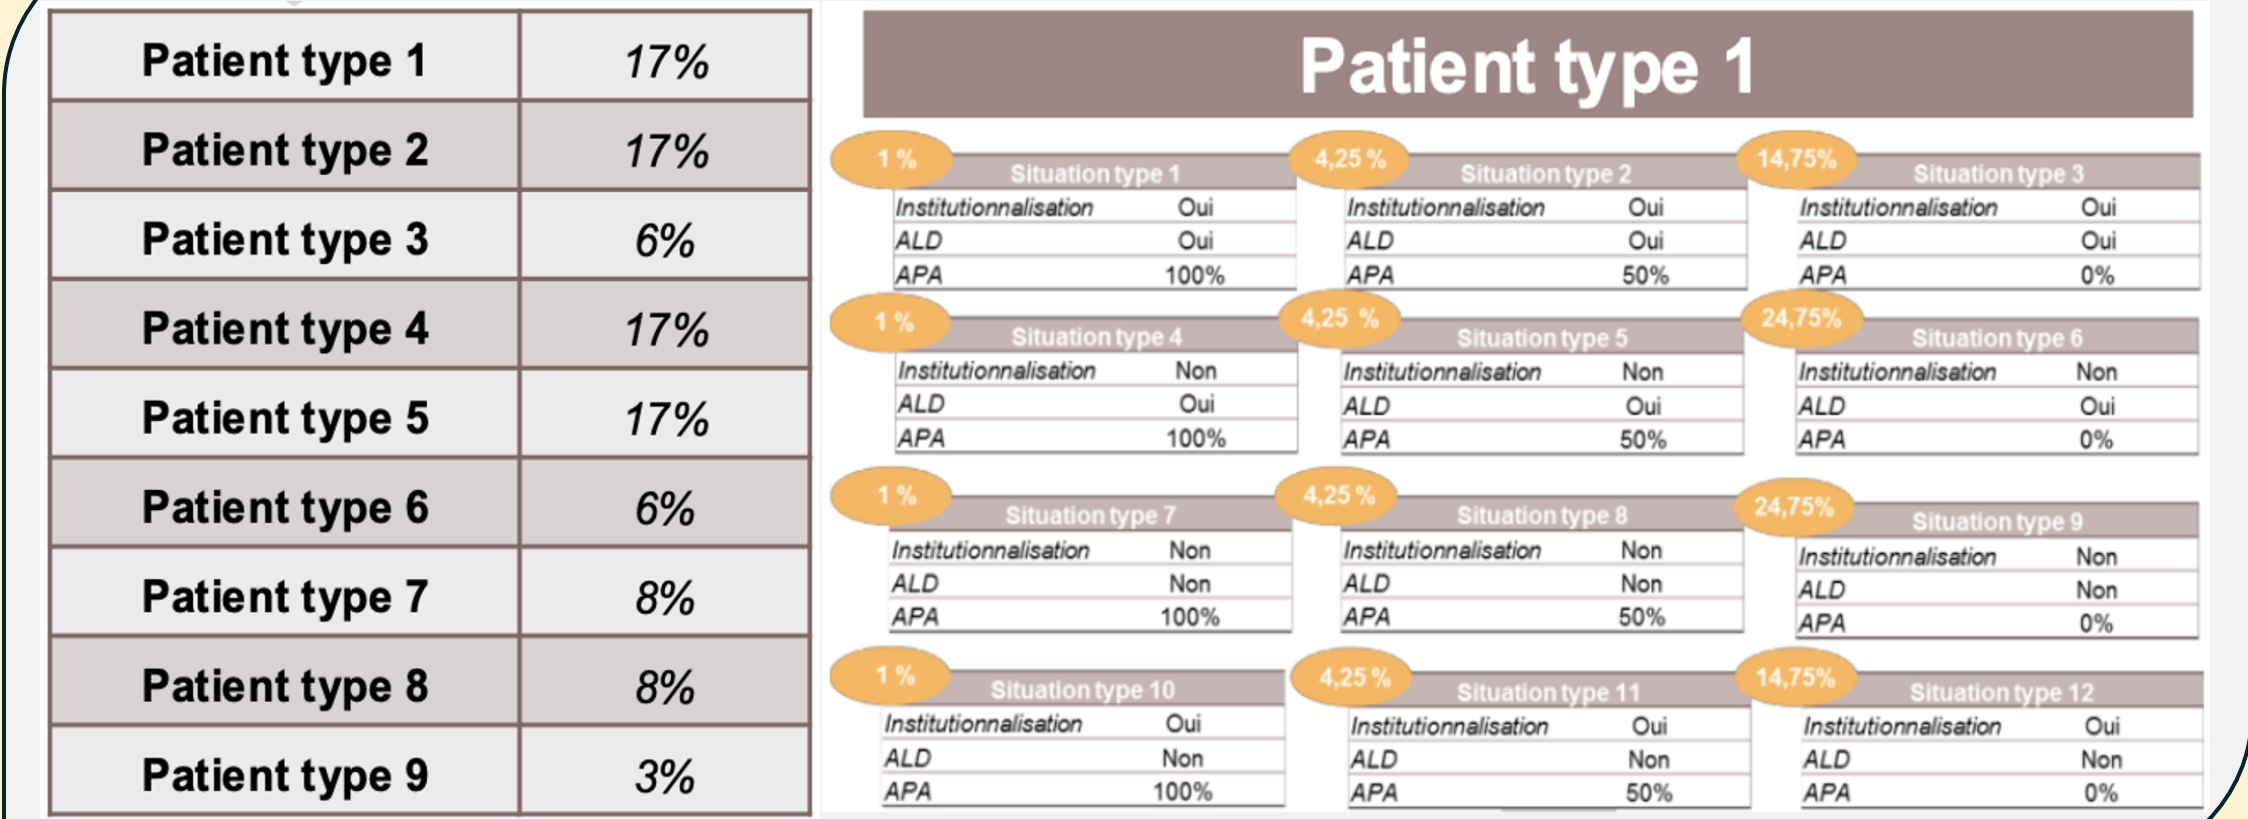 Patient type 1 17%
Patient type 2 17%
Patient type 3 6%
Patient type 4 17%
Patient type 5 17%
Patient type 6 6%
Patient type 7 8%
Patient type 8 8%
Patient type 9 3%
Patient type 1
1 %
Situation type 1
Institutionnalisation Oui
ALD Oui
APA 100%
4,25 %
Situation type 2
Institutionnalisation Oui
ALD Oui
APA 50%
14,75%
Situation type 3
Institutionnalisation Oui
ALD Oui
APA 0%
1 %
Situation type 4
Institutionnalisation Non
ALD Oui
APA 100%
4,25 %
Situation type 5
Institutionnalisation Non
ALD Oui
APA 50%
24,75%
Situation type 6
Institutionnalisation Non
ALD Oui
APA 0%
1 %
Situation type 7
Institutionnalisation Non
ALD Non
APA 100%
4,25 %
Situation type 8
Institutionnalisation Non
ALD Non
APA 50%
24,75%
Situation type 9
Institutionnalisation Non
ALD Non
APA 0%
1 %
Situation type 10
Institutionnalisation Oui
ALD Non
APA 100%
4,25 %
Situation type 11
Institutionnalisation Oui
ALD Non
APA 50%
14,75%
Situation type 12
Institutionnalisation Oui
ALD Non
APA 0%